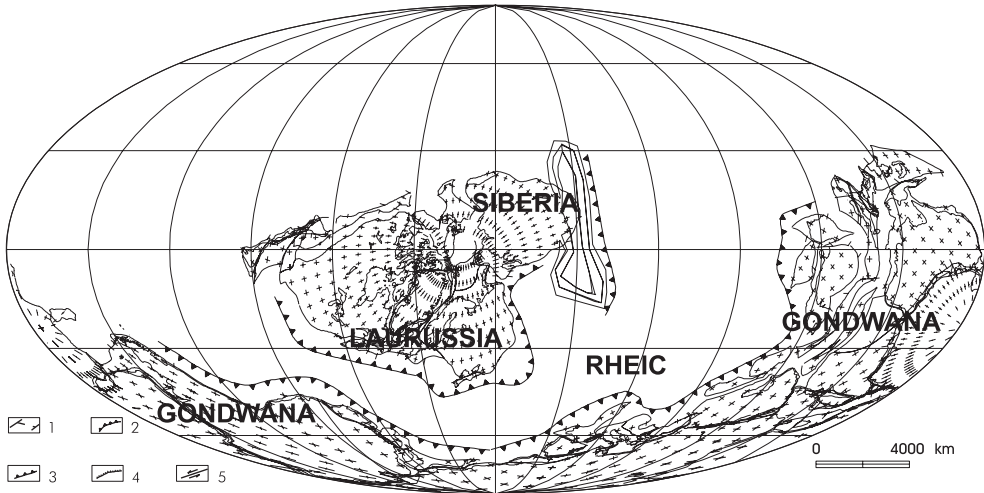 SIBERIA
GONDWANA
LAURUSSIA
RHEIC
GONDWANA
1 2
0 4000 km
3 4 5